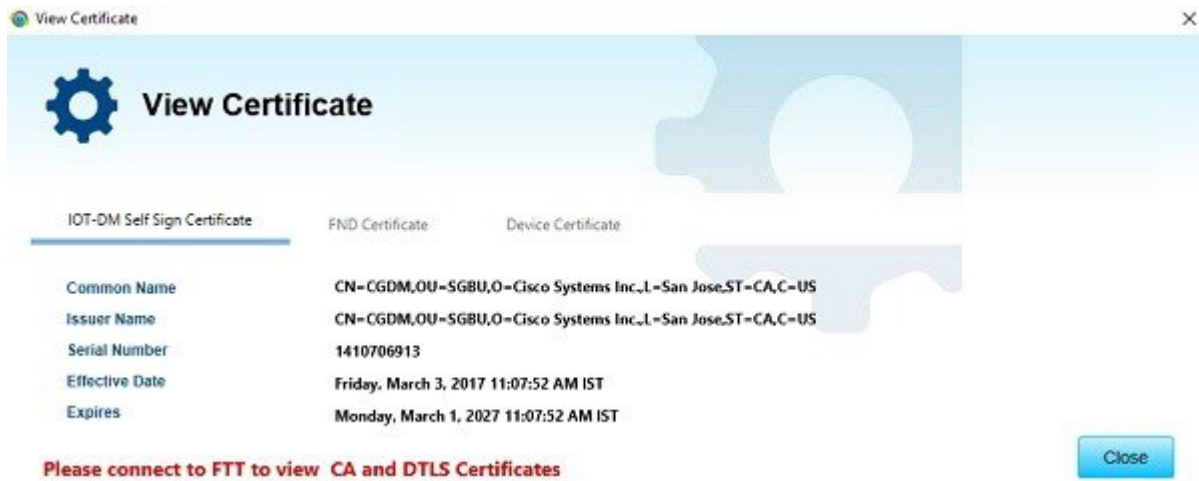 View Certificate
View Certificate
IOT-DM Self Sign Certificate FND Certificate Device Certificate
Common Name CN=CGDM,OU=SGBU,O=Cisco Systems Inc.,L=San Jose,ST=CA,C=US
Issuer Name CN=CGDM,OU=SGBU,O=Cisco Systems Inc.,L=San Jose,ST=CA,C=US
Serial Number 1410706913
Effective Date Friday, March 3, 2017 11:07:52 AM IST
Expires Monday, March 1, 2027 11:07:52 AM IST
Please connect to FTT to view CA and DTLS Certificates
Close